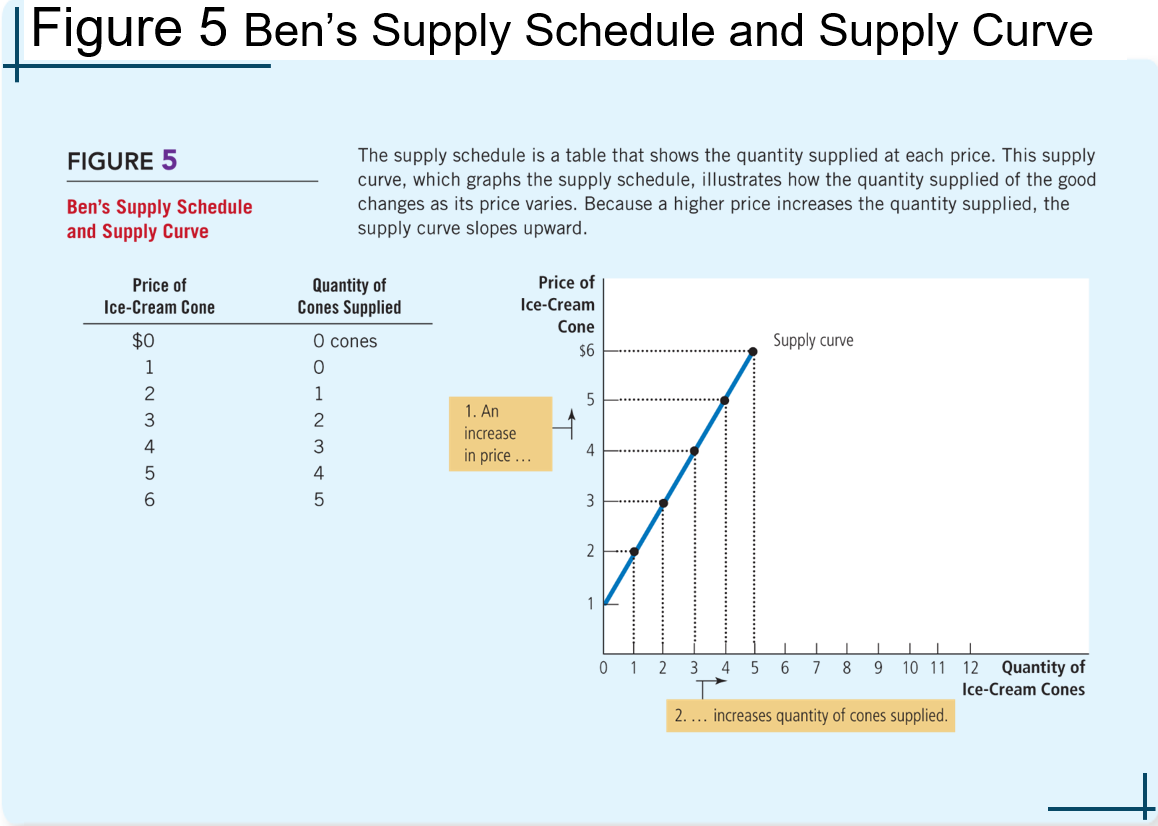 Figure 5 Ben’s Supply Schedule and Supply Curve
FIGURE 5
Ben’s Supply Schedule
and Supply Curve
The supply schedule is a table that shows the quantity supplied at each price. This supply
curve, which graphs the supply schedule, illustrates how the quantity supplied of the good
changes as its price varies. Because a higher price increases the quantity supplied, the
supply curve slopes upward.
Price of Quantity of
Ice-Cream Cone Cones Supplied
$0 0 cones
1 0
2 1
3 2
4 3
5 4
6 5
Price of
Ice-Cream
Cone
$6
5
4
3
2
1
Supply curve
1. An
increase
in price …
0 1 2 3 4 5 6 7 8 9 10 11 12
Quantity of
Ice-Cream Cones
2. … increases quantity of cones supplied.